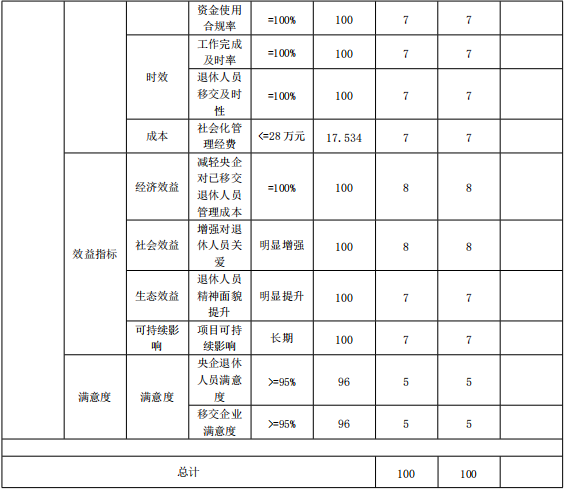 资金使用
合规率
=100%
100
7
7
时效
工作完成
及时率
=100%
100
7
7
退休人员
移交及时
性
=100%
100
7
7
成本
社会化管
理经费
<=28 万元
17.534
7
7
效益指标
经济效益
减轻央企
对已移交
退休人员
管理成本
=100%
100
8
8
社会效益
增强对退
休人员关
爱
明显增强
100
8
8
生态效益
退休人员
精神面貌
提升
明显提升
100
7
7
可持续影
响
项目可持
续影响
长期
100
7
7
满意度
满意度
央企退休
人员满意
度
>=95%
96
5
5
移交企业
满意度
>=95%
96
5
5
总计
100
100